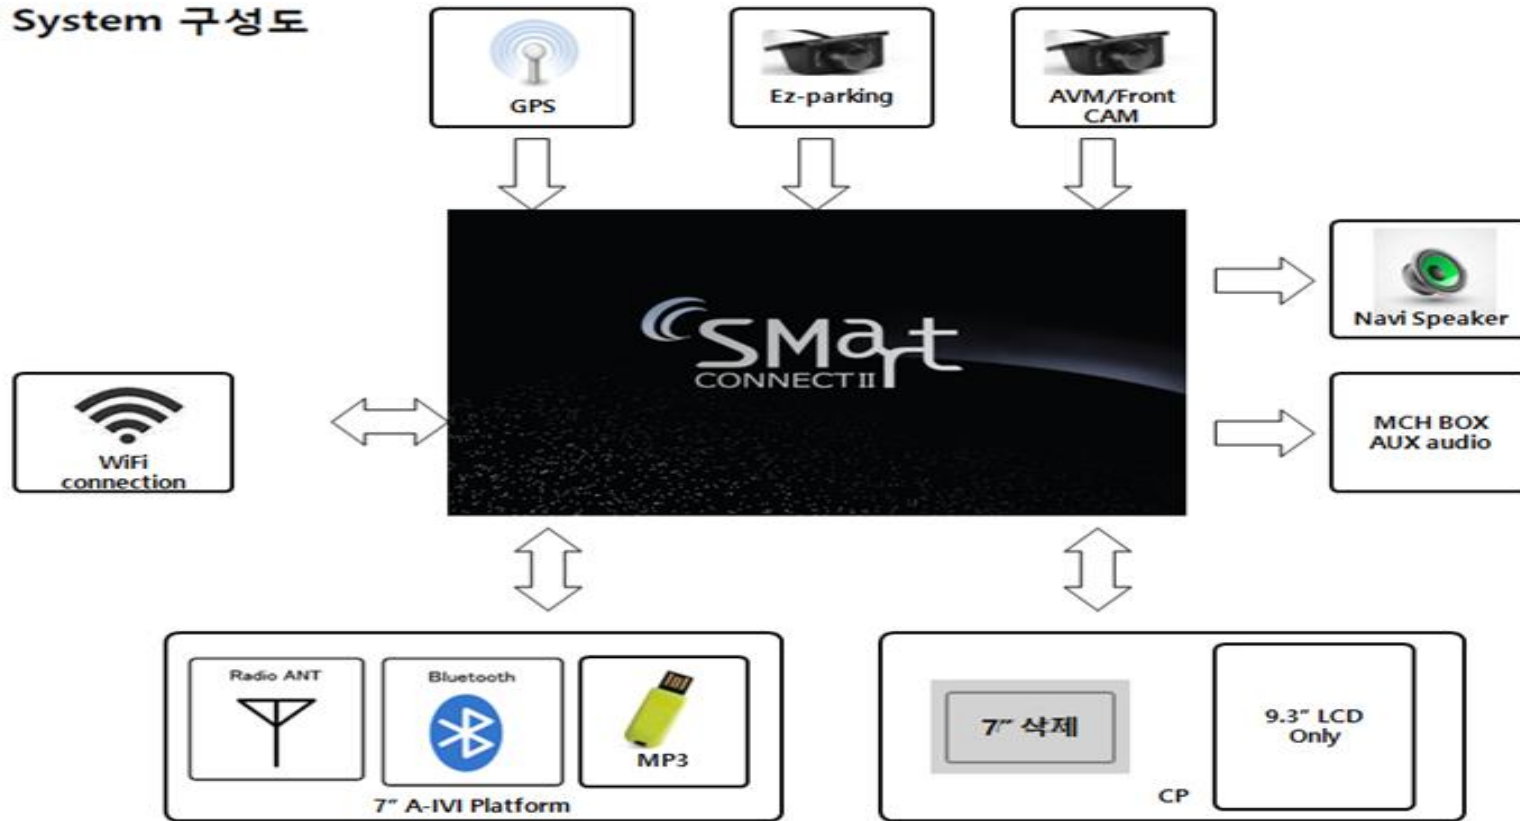 System 구성도
GPS
Ez-parking
AVM/Front
CAM
SMart
CONNECT II
Navi Speaker
WiFi
connection
MCH BOX
AUX audio
Radio ANT
Bluetooth
MP3
7″ A-IVI Platform
7″ 삭제
CP
9.3″ LCD
Only